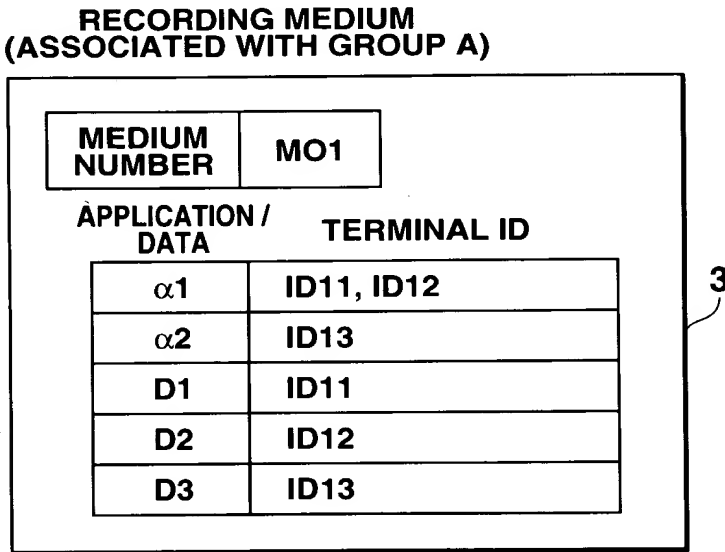 RECORDING MEDIUM
(ASSOCIATED WITH GROUP A)
MEDIUM
NUMBER
MO1
APPLICATION /
DATA
TERMINAL ID
α1 ID11, ID12
α2 ID13
D1 ID11
D2 ID12
D3 ID13
3